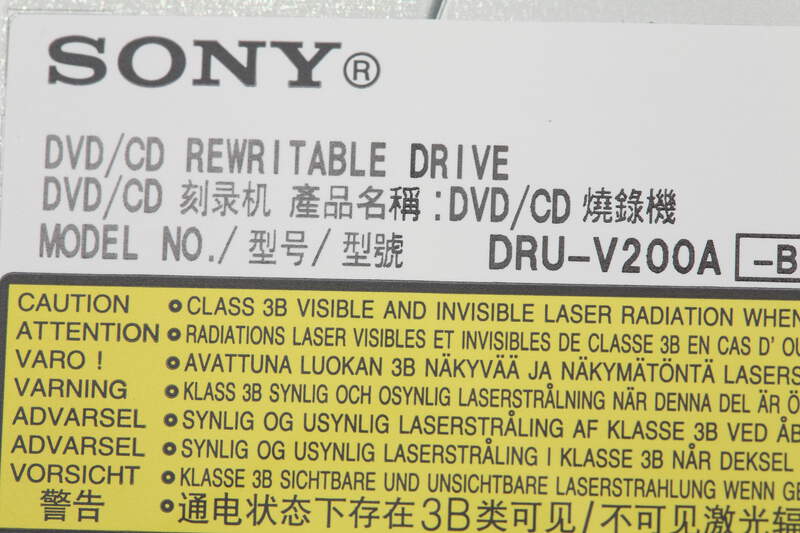 SONY®
DVD/CD REWRITABLE DRIVE
DVD/CD 刻录机 產品名稱:DVD/CD 燒錄機
MODEL NO./型号/型號 DRU-V200A -B
CAUTION CLASS 3B VISIBLE AND INVISIBLE LASER RADIATION WHEN
ATTENTION RADIATIONS LASER VISIBLES ET INVISIBLES DE CLASSE 3B EN CAS D'
VARO ! AVATTUNA LUOKAN 3B NÄKYVÄÄ JA NÄKYMÄTÖNTÄ LASERS
VARNING KLASS 3B SYNLIG OCH OSYNLIG LASERSTRÅLNING NÄR DENNA DEL ÄR
ADVARSEL SYNLIG OG USYNLIG LASERSTRÅLING AF KLASSE 3B VED
ADVARSEL SYNLIG OG USYNLIG LASERSTRÅLING I KLASSE 3B NÅR DEKSEL
VORSICHT KLASSE 3B SICHTBARE UND UNSICHTBARE LASERSTRAHLUNG WENN
警告 通电状态下存在3B类可见/不可见激光辐